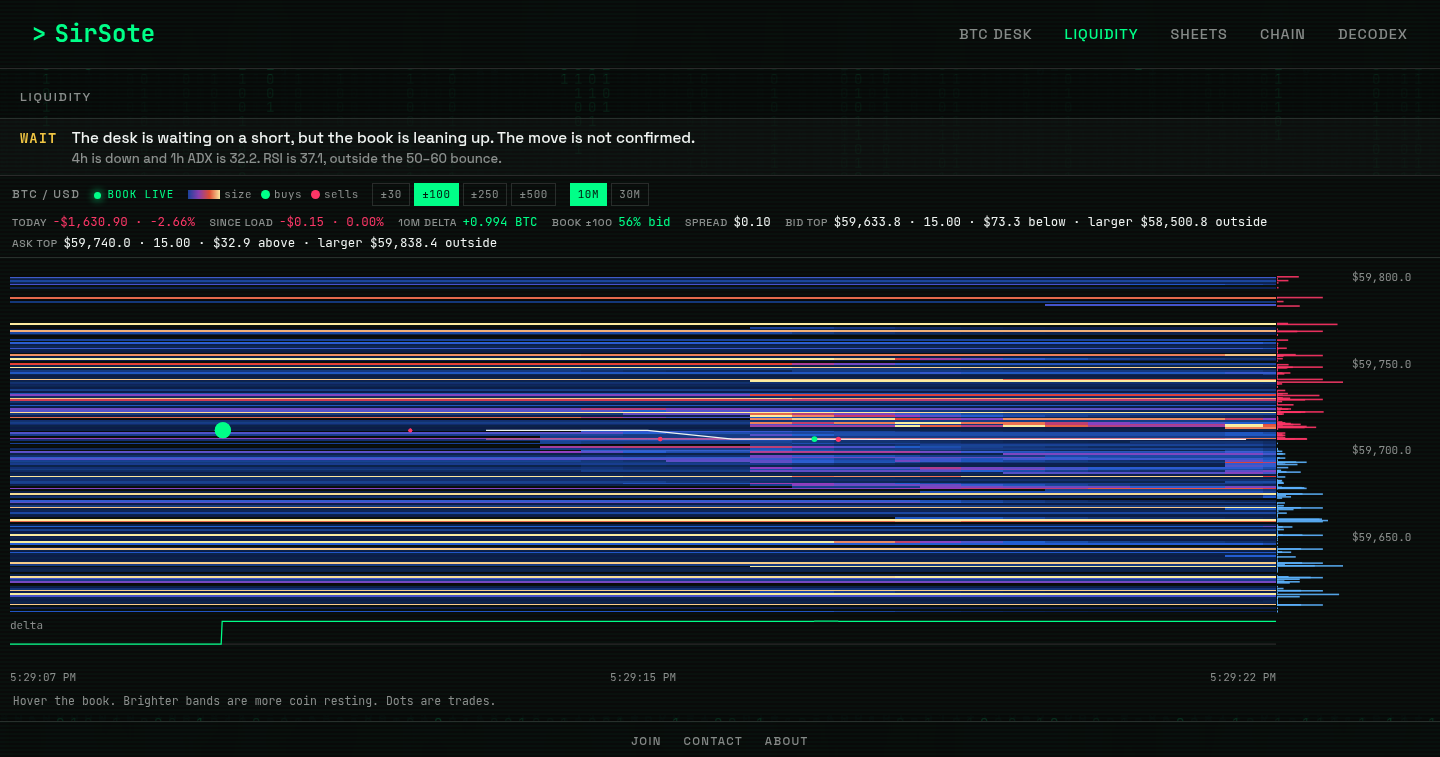 > SirSote
BTC DESK LIQUIDITY SHEETS CHAIN DECODEX
LIQUIDITY
WAIT The desk is waiting on a short, but the book is leaning up. The move is not confirmed.
4h is down and 1h ADX is 32.2. RSI is 37.1, outside the 50–60 bounce.
BTC / USD BOOK LIVE size buys sells ±30 ±100 ±250 ±500 10M 30M
TODAY -$1,630.90 · -2.66% SINCE LOAD -$0.15 · 0.00% 10M DELTA +0.994 BTC BOOK ±100 56% bid SPREAD $0.10 BID TOP $59,633.8 · 15.00 · $73.3 below · larger $58,500.8 outside
ASK TOP $59,740.0 · 15.00 · $32.9 above · larger $59,838.4 outside
$59,800.0
$59,750.0
$59,700.0
$59,650.0
delta
5:29:07 PM 5:29:15 PM 5:29:22 PM
Hover the book. Brighter bands are more coin resting. Dots are trades.
JOIN CONTACT ABOUT